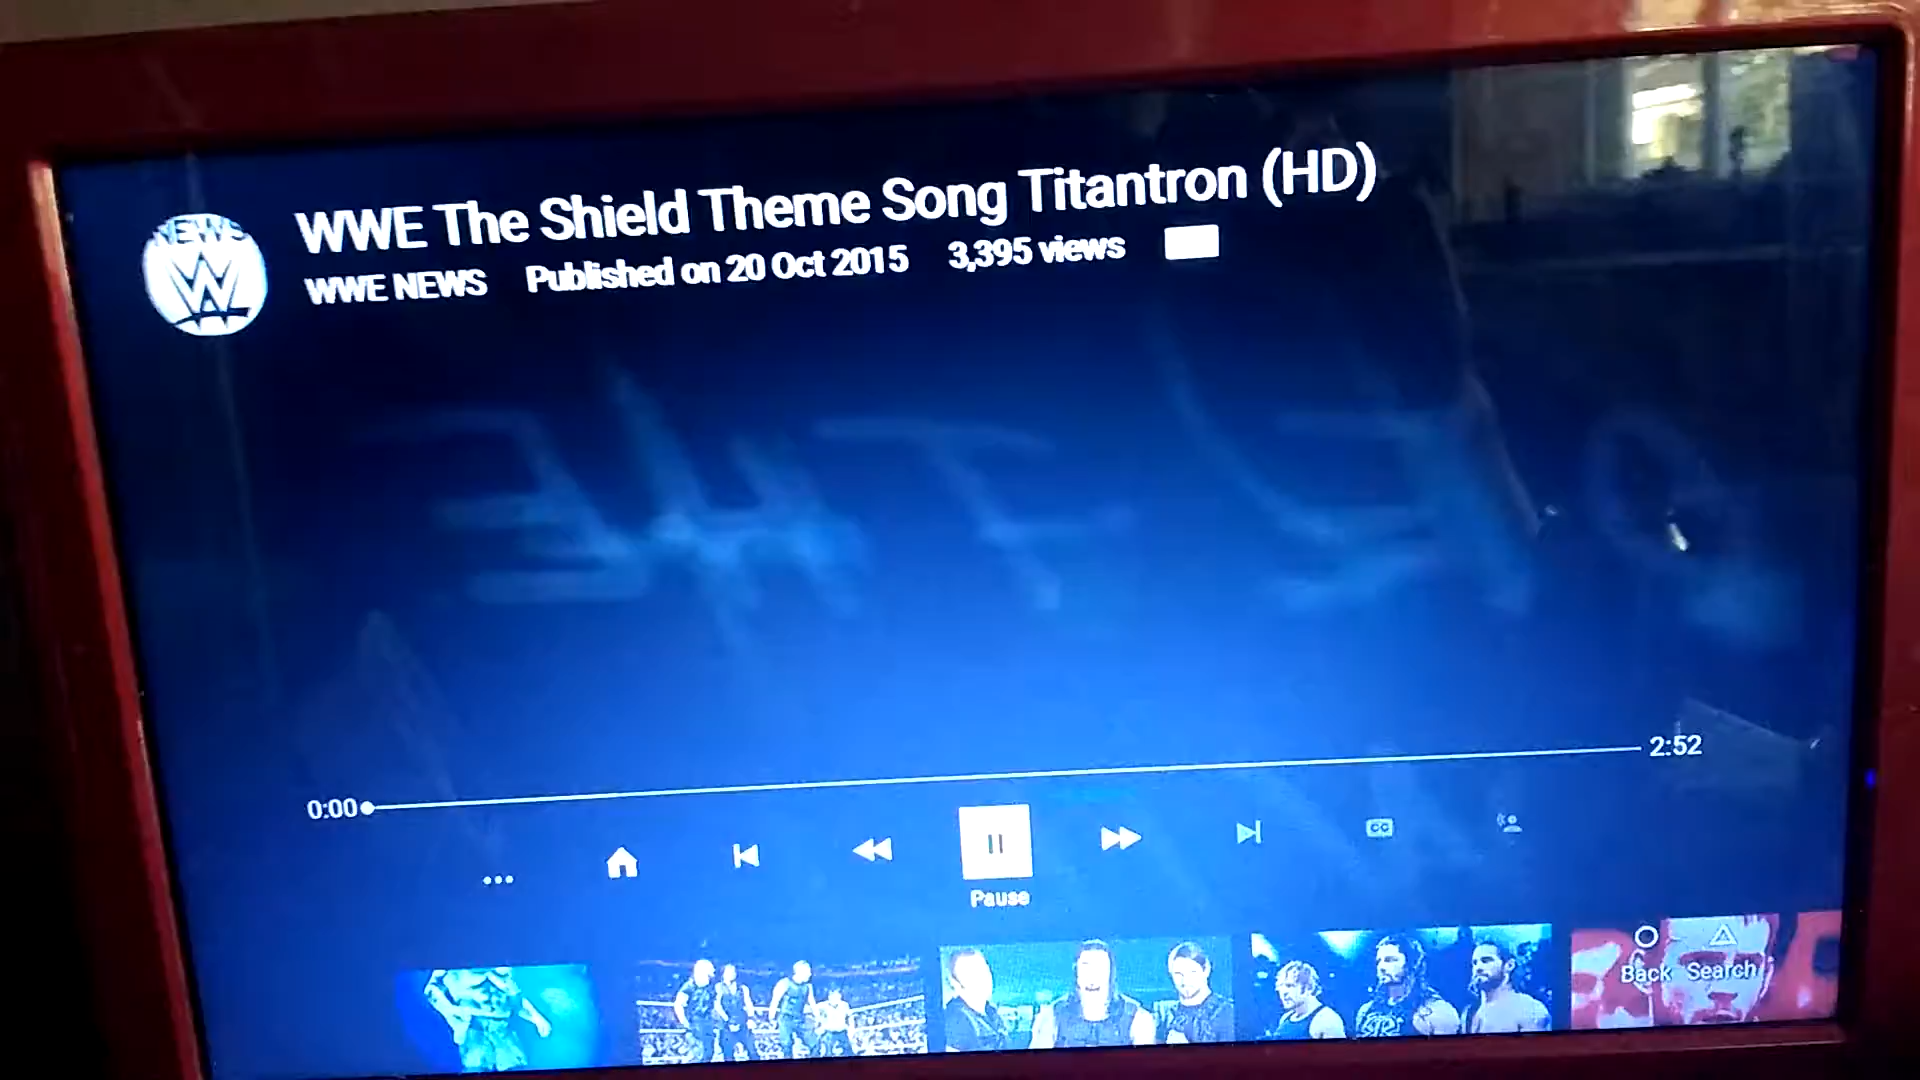 WWE The Shield Theme Song Titantron (HD)
NEWS
WWE NEWS Published on 20 Oct 2015 3,395 views
0:00 2:52
CC
Pause
Back Search